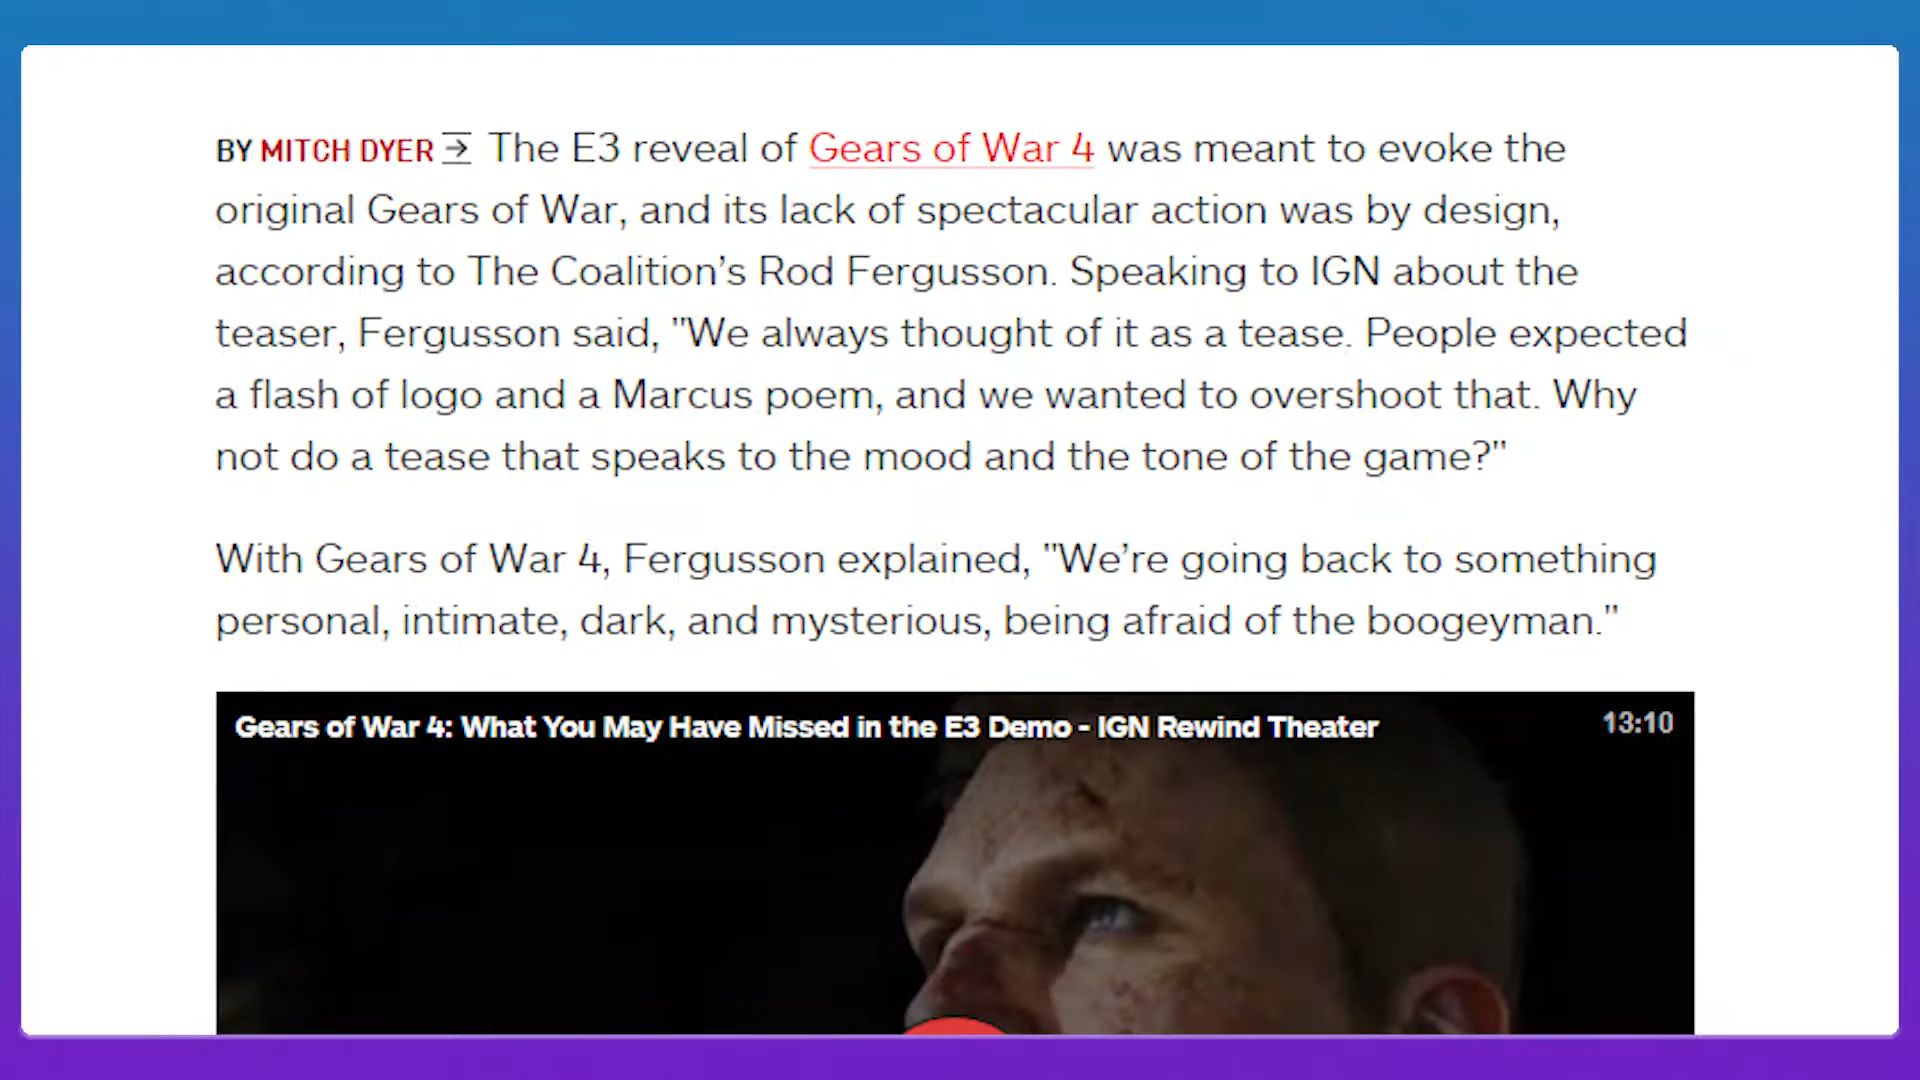 BY MITCH DYER The E3 reveal of Gears of War 4 was meant to evoke the
original Gears of War, and its lack of spectacular action was by design,
according to The Coalition’s Rod Fergusson. Speaking to IGN about the
teaser, Fergusson said, "We always thought of it as a tease. People expected
a flash of logo and a Marcus poem, and we wanted to overshoot that. Why
not do a tease that speaks to the mood and the tone of the game?"
With Gears of War 4, Fergusson explained, "We’re going back to something
personal, intimate, dark, and mysterious, being afraid of the boogeyman."
Gears of War 4: What You May Have Missed in the E3 Demo - IGN Rewind Theater
13:10